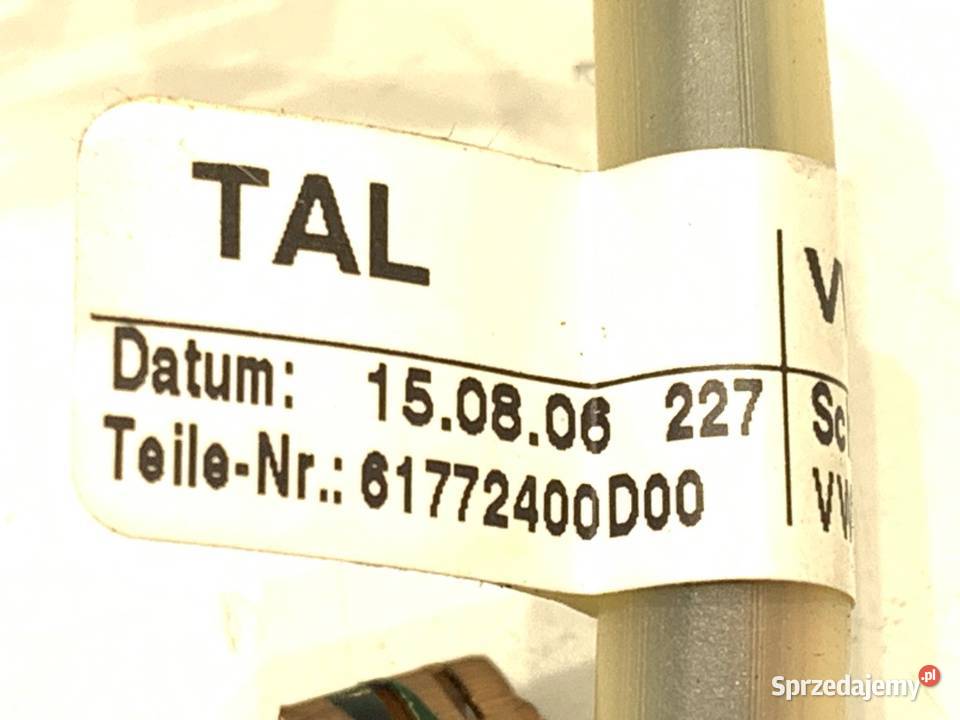 TAL
Datum: 15.08.06 227
Teile-Nr.: 61772400D00
Sprzedajemy.pl